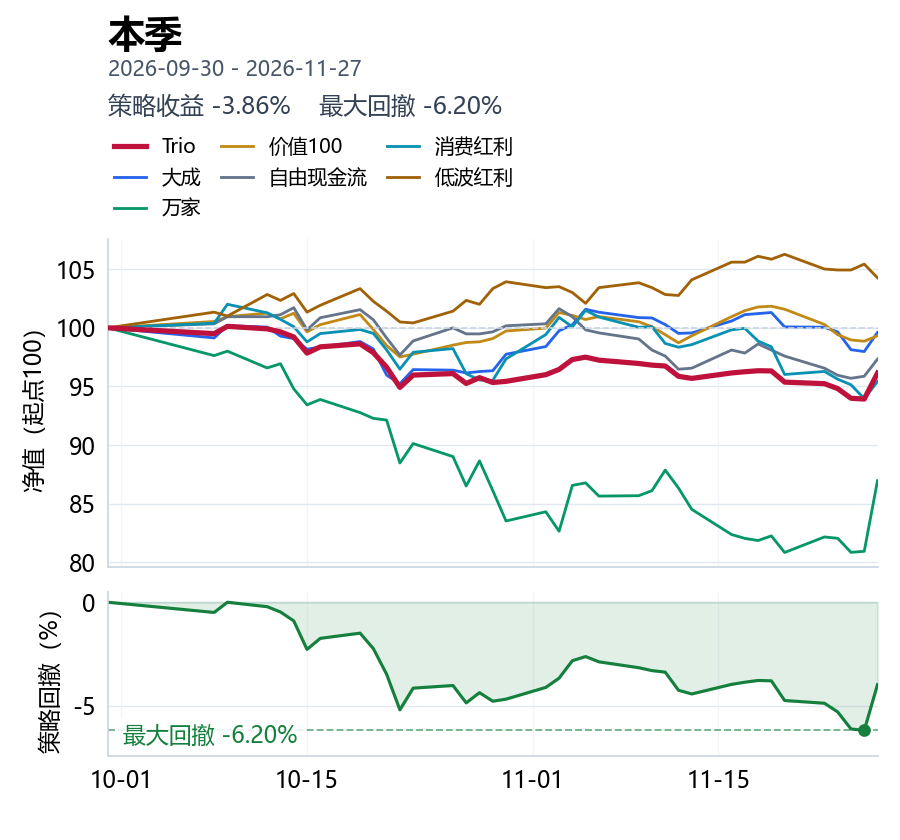 本季
2026-09-30 - 2026-11-27
策略收益 -3.86% 最大回撤 -6.20%
Trio 价值100 消费红利
大成 自由现金流 低波红利
万家
净值（起点100）
105
100
95
90
85
80
策略回撤（%）
0
-5
最大回撤 -6.20%
10-01 10-15 11-01 11-15